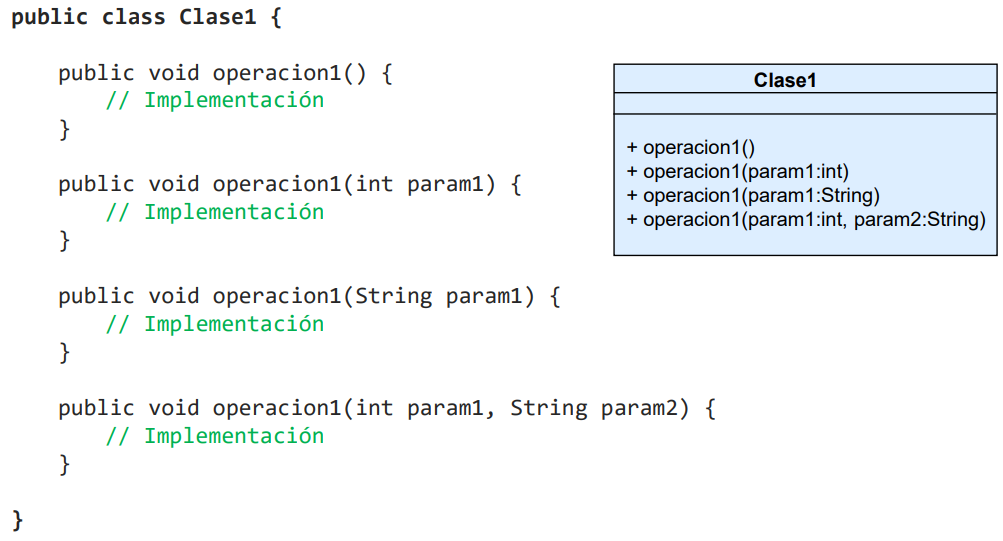 public class Clase1 {
public void operacion1() {
// Implementación
}
public void operacion1(int param1) {
// Implementación
}
public void operacion1(String param1) {
// Implementación
}
public void operacion1(int param1, String param2) {
// Implementación
}
}
Clase1
+ operacion1()
+ operacion1(param1:int)
+ operacion1(param1:String)
+ operacion1(param1:int, param2:String)